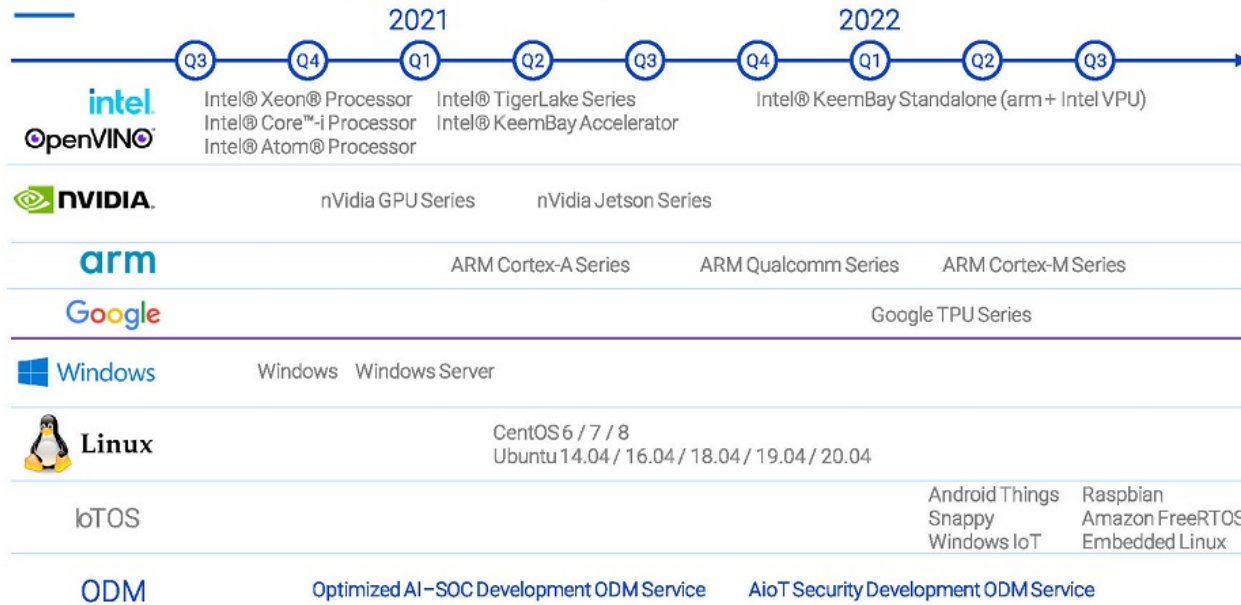 2021 2022
Q3 Q4 Q1 Q2 Q3 Q4 Q1 Q2 Q3
intel.
OpenVINO
Intel® Xeon® Processor
Intel® Core™-i Processor
Intel® Atom® Processor
Intel® TigerLake Series
Intel® KeemBay Accelerator
Intel® KeemBay Standalone (arm + Intel VPU)
NVIDIA.
nVidia GPU Series
nVidia Jetson Series
arm
ARM Cortex-A Series
ARM Qualcomm Series
ARM Cortex-M Series
Google
Google TPU Series
Windows
Windows
Windows Server
Linux
CentOS 6 / 7 / 8
Ubuntu 14.04 / 16.04 / 18.04 / 19.04 / 20.04
IoTOS
Android Things
Snappy
Windows IoT
Raspbian
Amazon FreeRTOS
Embedded Linux
ODM
Optimized AI-SOC Development ODM Service
AioT Security Development ODM Service